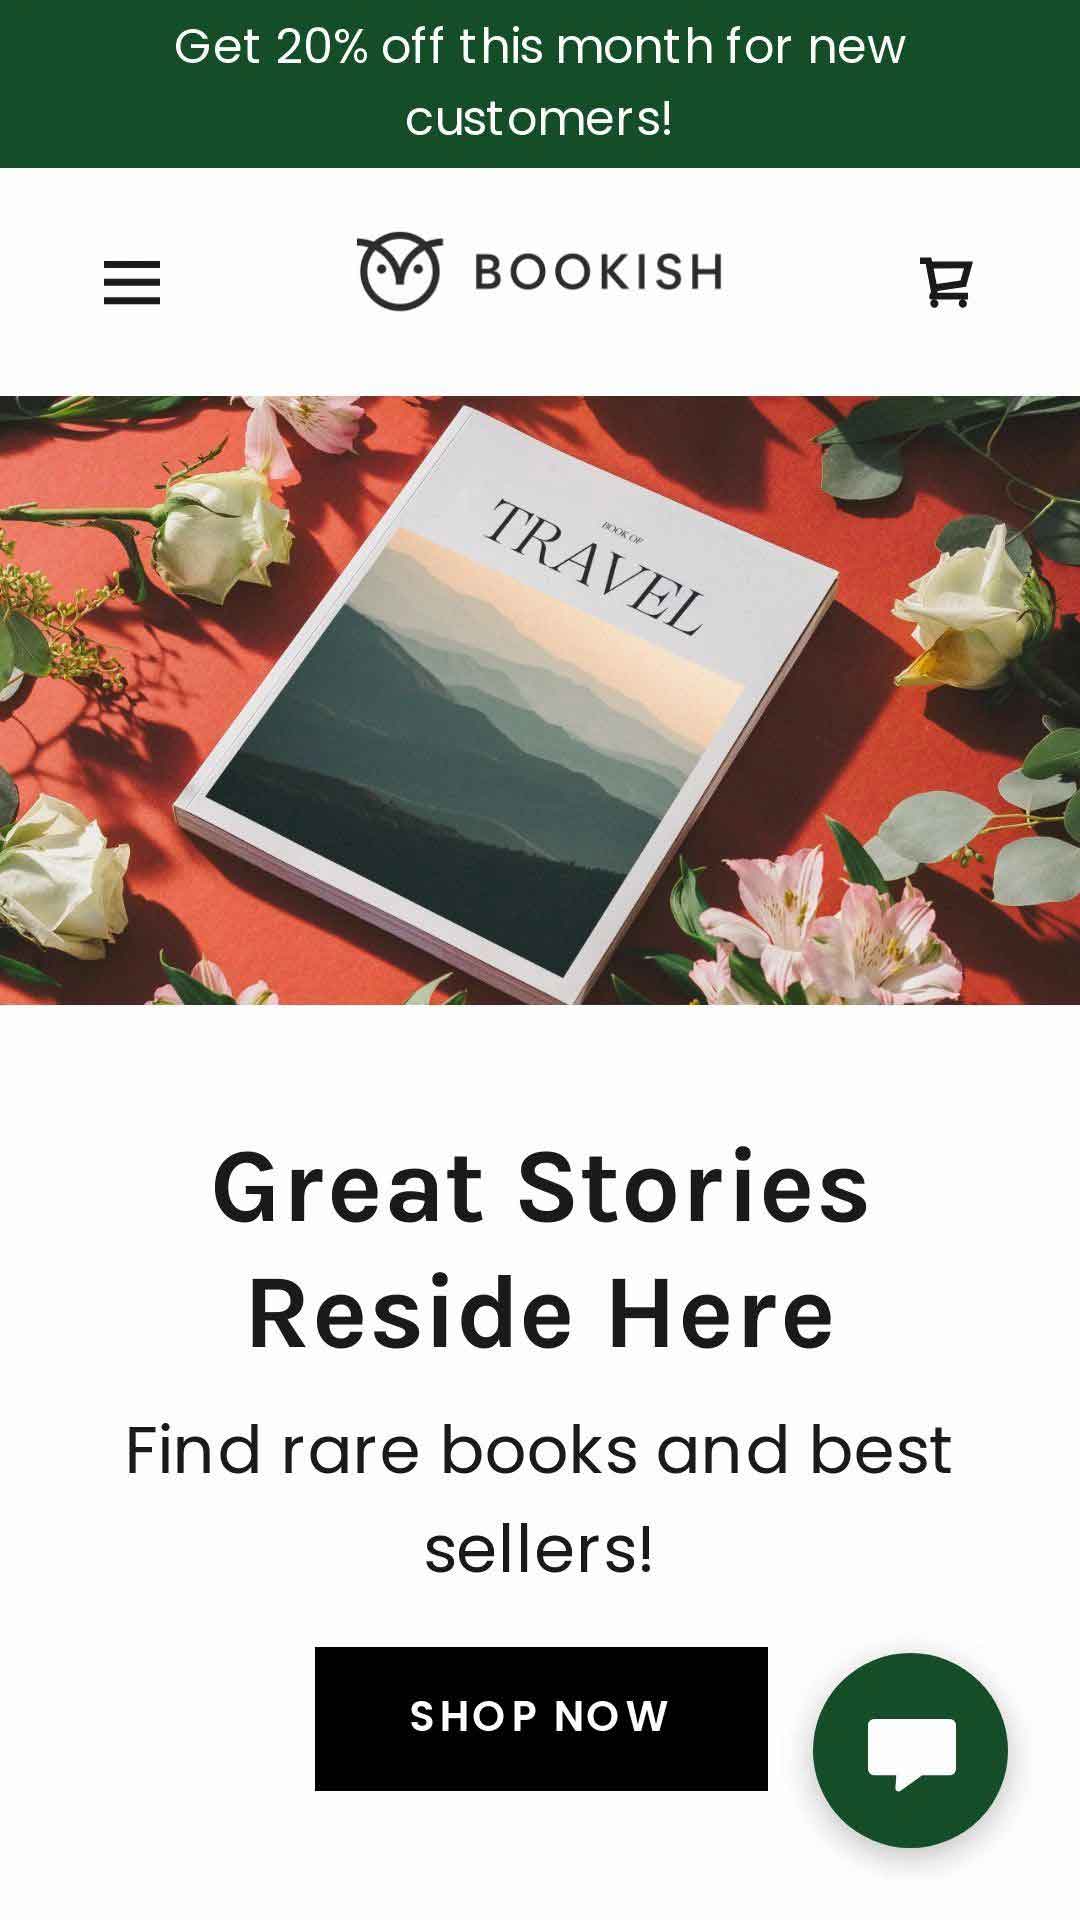 Get 20% off this month for new
customers!
BOOKISH
BOOK OF
TRAVEL
Great Stories
Reside Here
Find rare books and best
sellers!
SHOP NOW